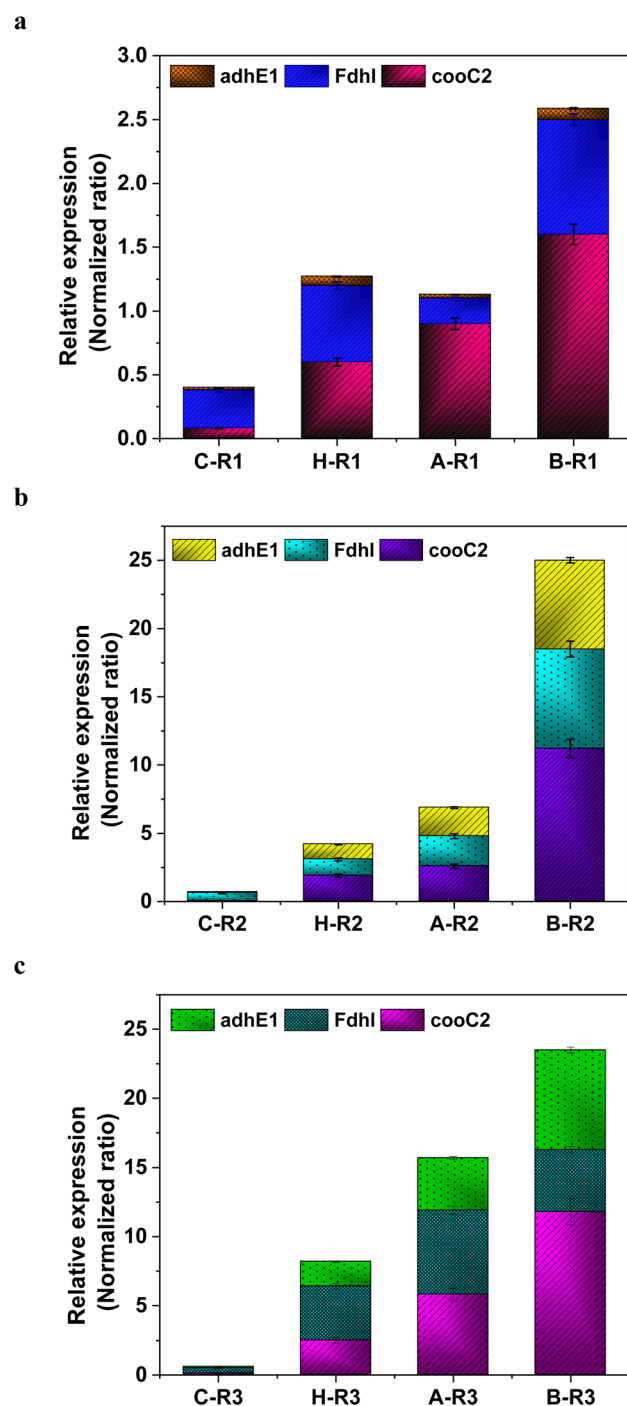 a
Relative expression
(Normalized ratio)
3.0
2.5
2.0
1.5
1.0
0.5
0.0
adhE1 FdhI cooC2
C-R1 H-R1 A-R1 B-R1
b
Relative expression
(Normalized ratio)
25
20
15
10
5
0
adhE1 FdhI cooC2
C-R2 H-R2 A-R2 B-R2
c
Relative expression
(Normalized ratio)
25
20
15
10
5
0
adhE1 FdhI cooC2
C-R3 H-R3 A-R3 B-R3